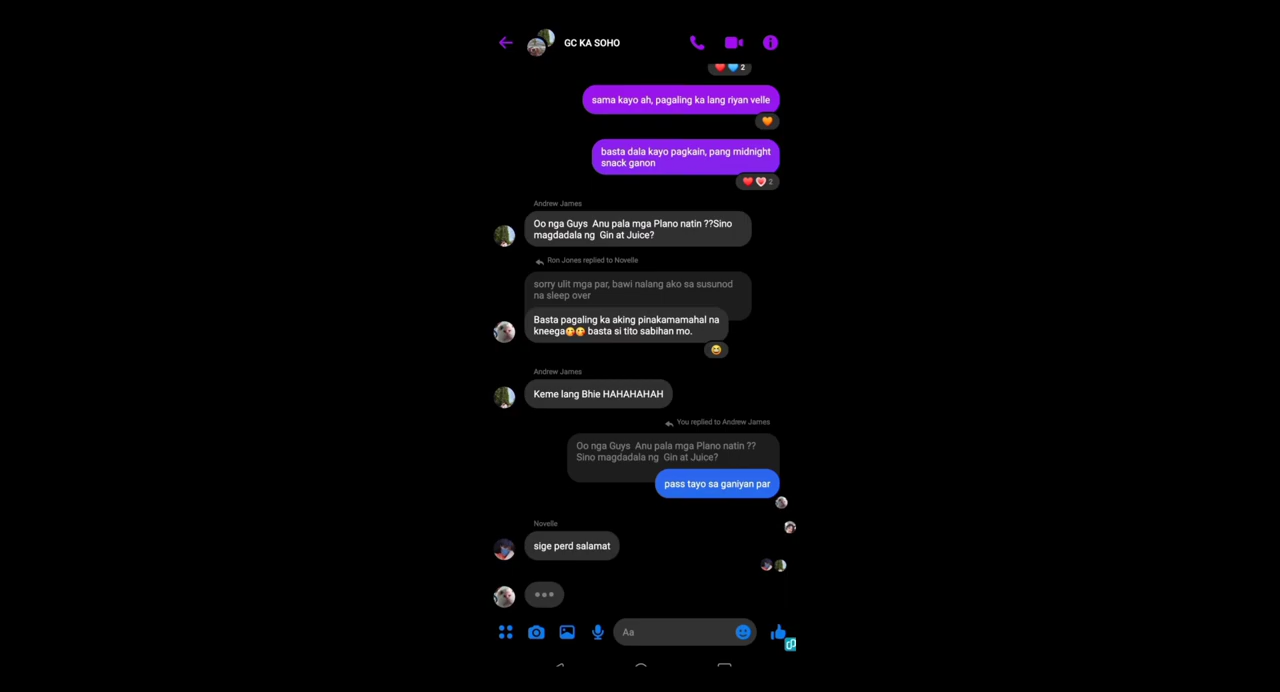 GC KA SOHO
2
sama kayo ah, pagaling ka lang riyan velle
basta dala kayo pagkain, pang midnight
snack ganon
2
Andrew James
Oo nga Guys  Anu pala mga Plano natin ??Sino
magdadala ng  Gin at Juice?
Ron Jones replied to Novelle
sorry ulit mga par, bawi nalang ako sa susunod
na sleep over
Basta pagaling ka aking pinakamamahal na
kneega😋😋 basta si tito sabihan mo.
Andrew James
Keme lang Bhie HAHAHAHAH
You replied to Andrew James
Oo nga Guys  Anu pala mga Plano natin ??
Sino magdadala ng  Gin at Juice?
pass tayo sa ganiyan par
Novelle
sige perd salamat
Aa